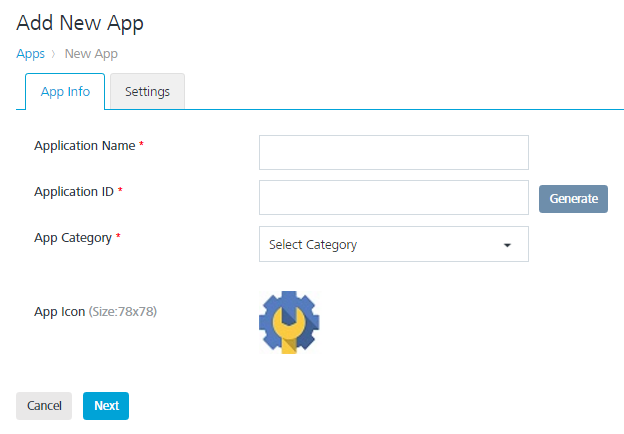 Add New App
Apps 〉 New App
App Info Settings
Application Name *
Application ID * Generate
App Category * Select Category
App Icon (Size:78x78)
Cancel Next